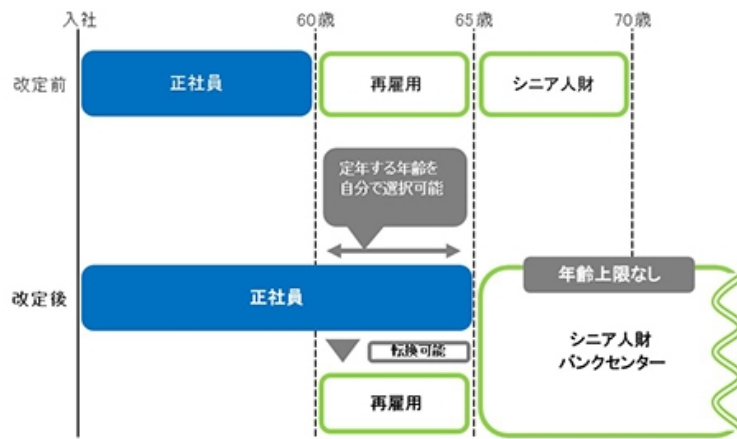 入社
60歳
65歳
70歳
改定前
正社員
再雇用
シニア人財
定年する年齢を
自分で選択可能
改定後
正社員
年齢上限なし
シニア人財
バンクセンター
転換可能
再雇用